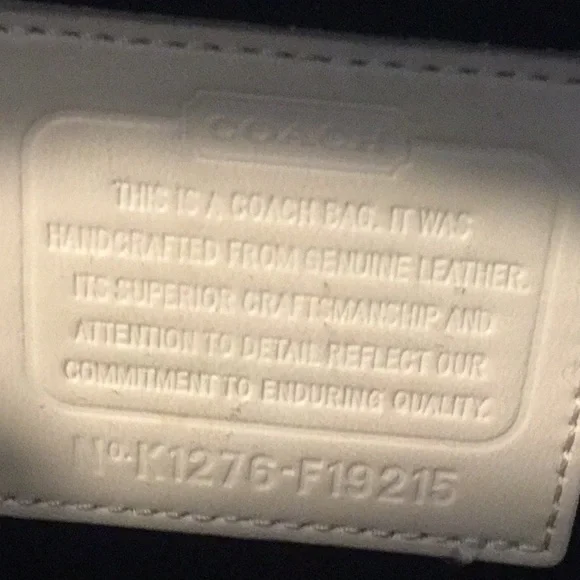 COACH
THIS IS A COACH BAG. IT WAS
HANDCRAFTED FROM GENUINE LEATHER.
ITS SUPERIOR CRAFTSMANSHIP AND
ATTENTION TO DETAIL REFLECT OUR
COMMITMENT TO ENDURING QUALITY.
No. K1276-F19215